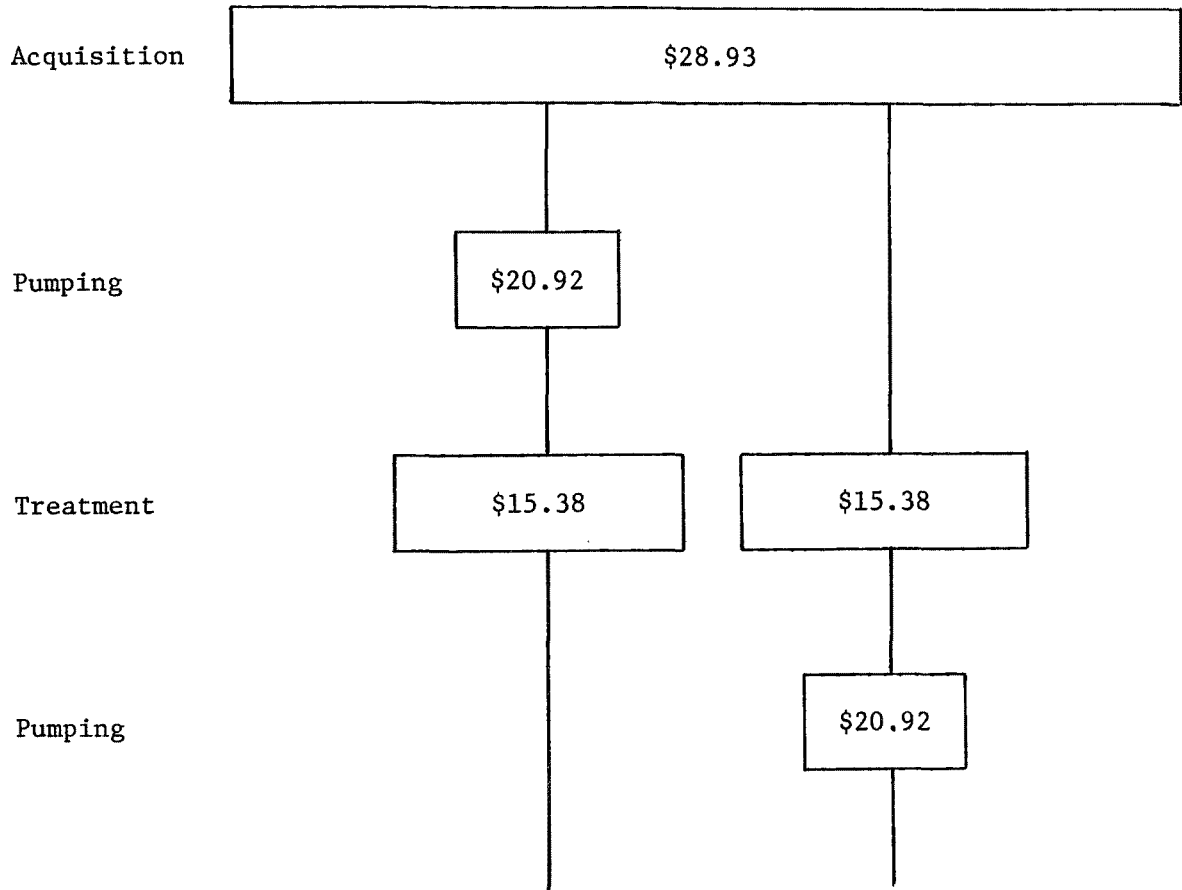 Acquisition $28.93
Pumping $20.92
Treatment $15.38 $15.38
Pumping $20.92